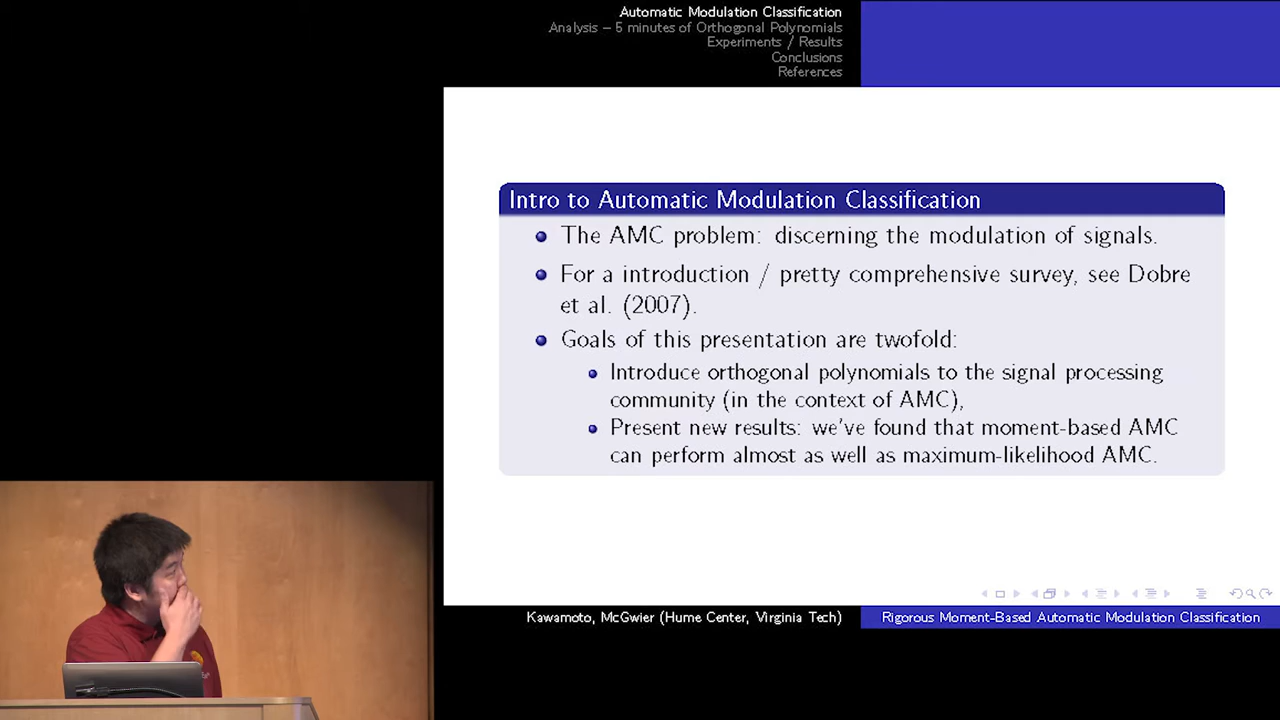 Automatic Modulation Classification
Analysis – 5 minutes of Orthogonal Polynomials
Experiments / Results
Conclusions
References
Intro to Automatic Modulation Classification
The AMC problem: discerning the modulation of signals.
For a introduction / pretty comprehensive survey, see Dobre
et al. (2007).
Goals of this presentation are twofold:
Introduce orthogonal polynomials to the signal processing
community (in the context of AMC),
Present new results: we've found that moment-based AMC
can perform almost as well as maximum-likelihood AMC.
Kawamoto, McGwier (Hume Center, Virginia Tech)
Rigorous Moment-Based Automatic Modulation Classification